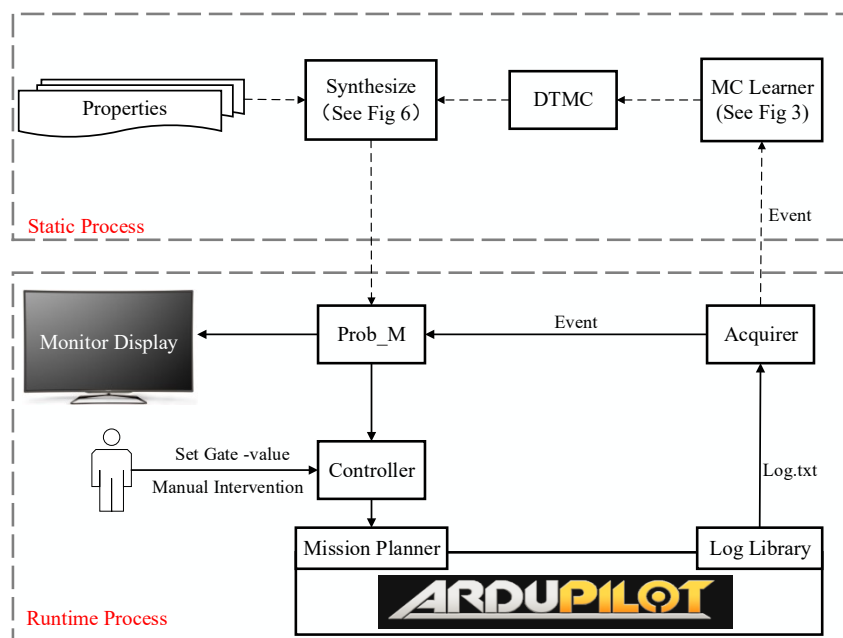 Properties
Synthesize
（See Fig 6）
DTMC
MC Learner
(See Fig 3)
Event
Static Process
Monitor Display
Prob_M
Event
Acquirer
Set Gate -value
Manual Intervention
Controller
Log.txt
Mission Planner
Log Library
ARDUPILOT
Runtime Process